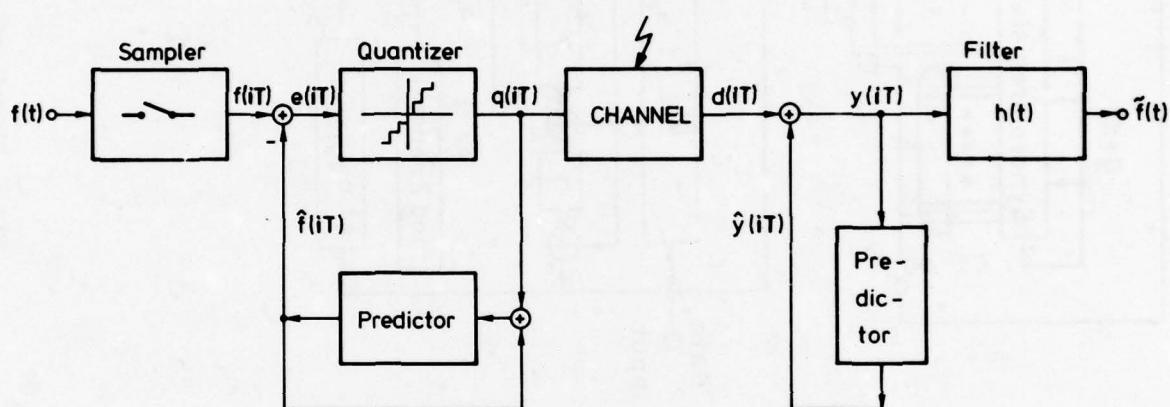 Sampler
Quantizer
Filter
f(t)
f(iT)
e(iT)
q(iT)
CHANNEL
d(iT)
y(iT)
h(t)
f̃(t)
-
f̂(iT)
ŷ(iT)
Predictor
Pre-
dic-
tor